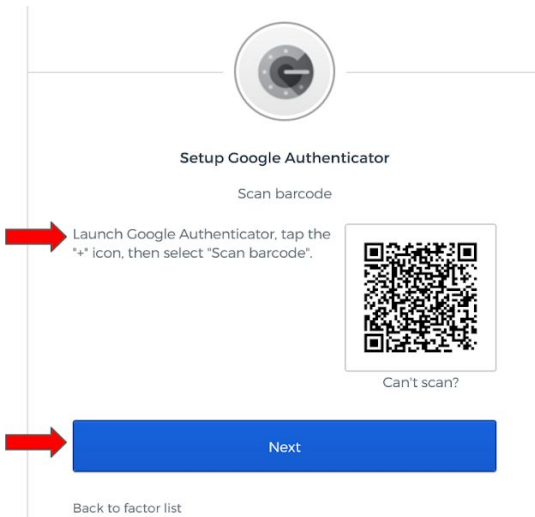 Setup Google Authenticator
Scan barcode
Launch Google Authenticator, tap the
"+" icon, then select "Scan barcode".
Can't scan?
Next
Back to factor list